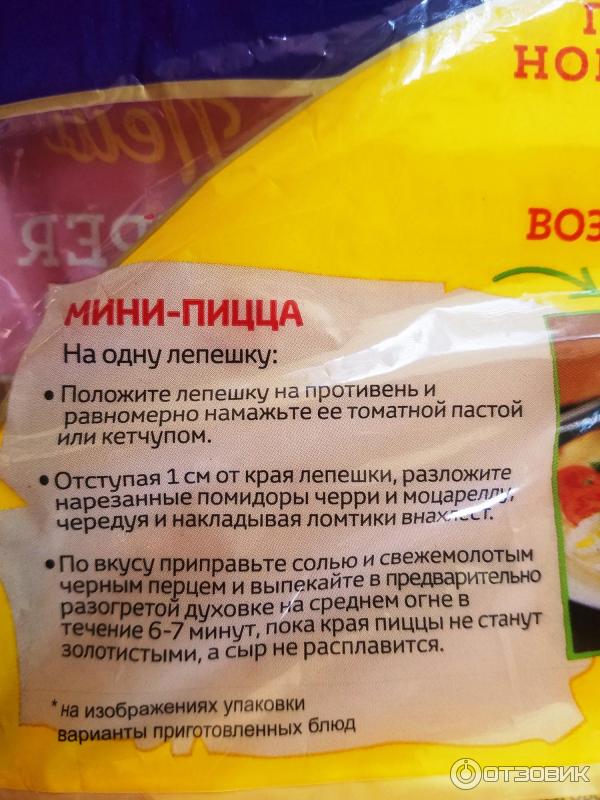 New
PER
МИНИ-ПИЦЦА
На одну лепешку:
• Положите лепешку на противень и
равномерно намажьте ее томатной пастой
или кетчупом.
• Отступая 1 см от края лепешки, разложите
нарезанные помидоры черри и моцареллу,
чередуя и накладывая ломтики внахлест.
• По вкусу приправьте солью и свежемолотым
черным перцем и выпекайте в предварительно
разогретой духовке на среднем огне в
течение 6-7 минут, пока края пиццы не станут
золотистыми, а сыр не расплавится.
*на изображениях упаковки
варианты приготовленных блюд
ОТЗОВИК